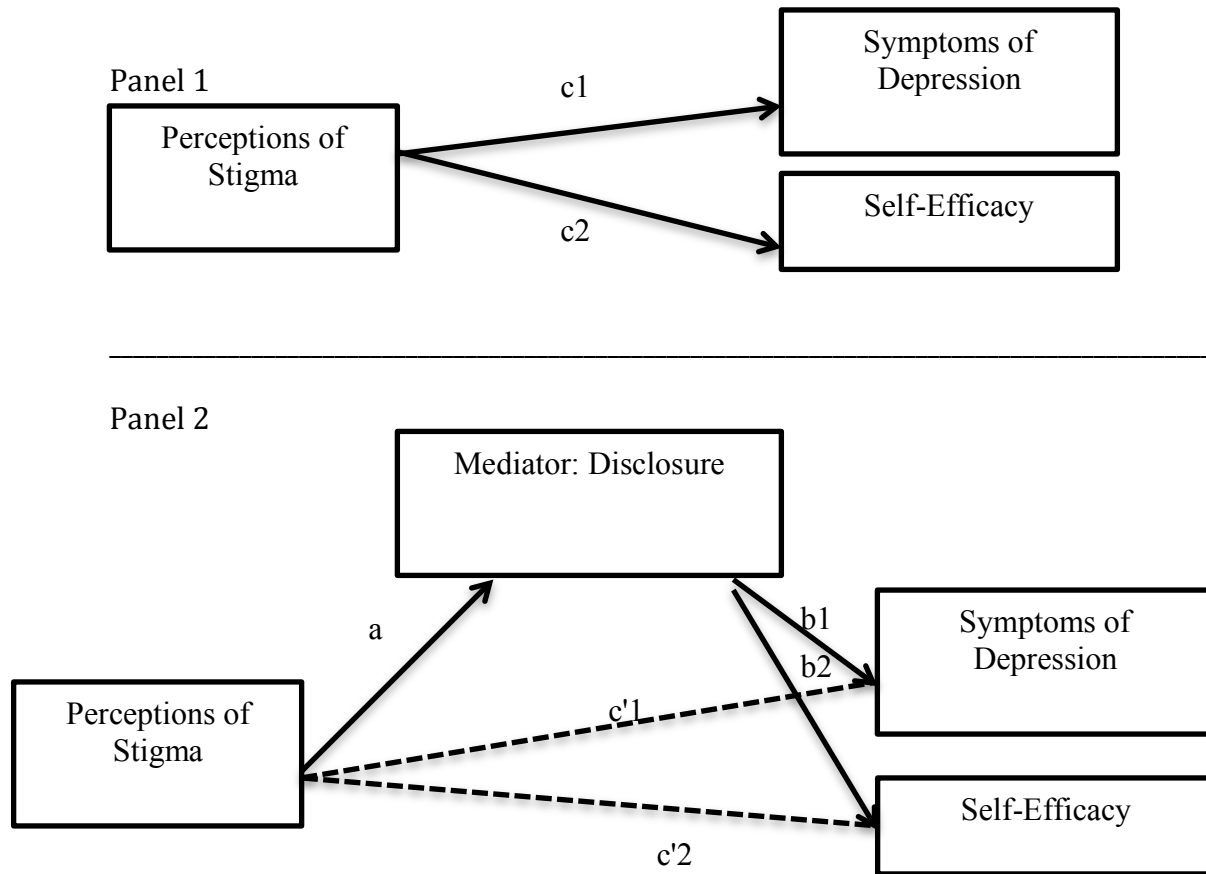 Panel 1
Perceptions of
Stigma
c1
c2
Symptoms of
Depression
Self-Efficacy
Panel 2
Mediator: Disclosure
a
b1
b2
c'1
c'2
Perceptions of
Stigma
Symptoms of
Depression
Self-Efficacy